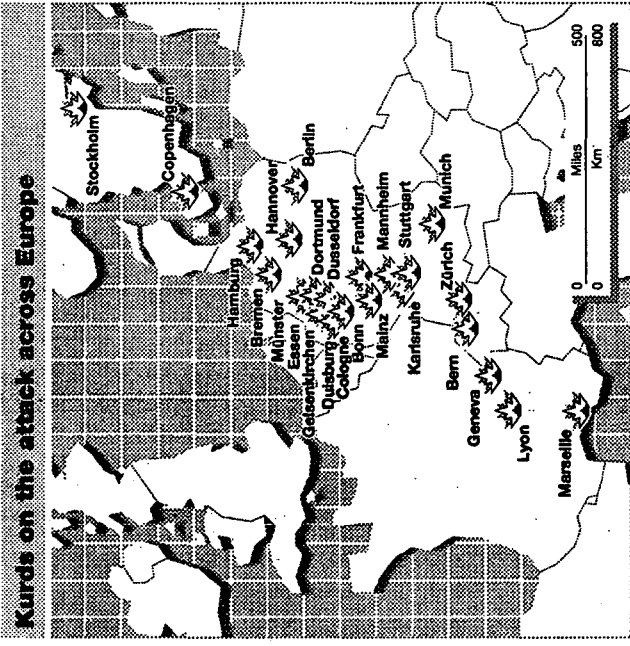 Kurds on the attack across Europe
Stockholm
Copenhagen
Hamburg
Bremen
Hannover
Berlin
Münster
Essen
Gelsenkirchen
Duisburg
Cologne
Dortmund
Dusseldorf
Bonn
Mainz
Frankfurt
Mannheim
Karlsruhe
Stuttgart
Munich
Zürich
Bern
Geneva
Lyon
Marseille
0 Miles 500
0 Km 800